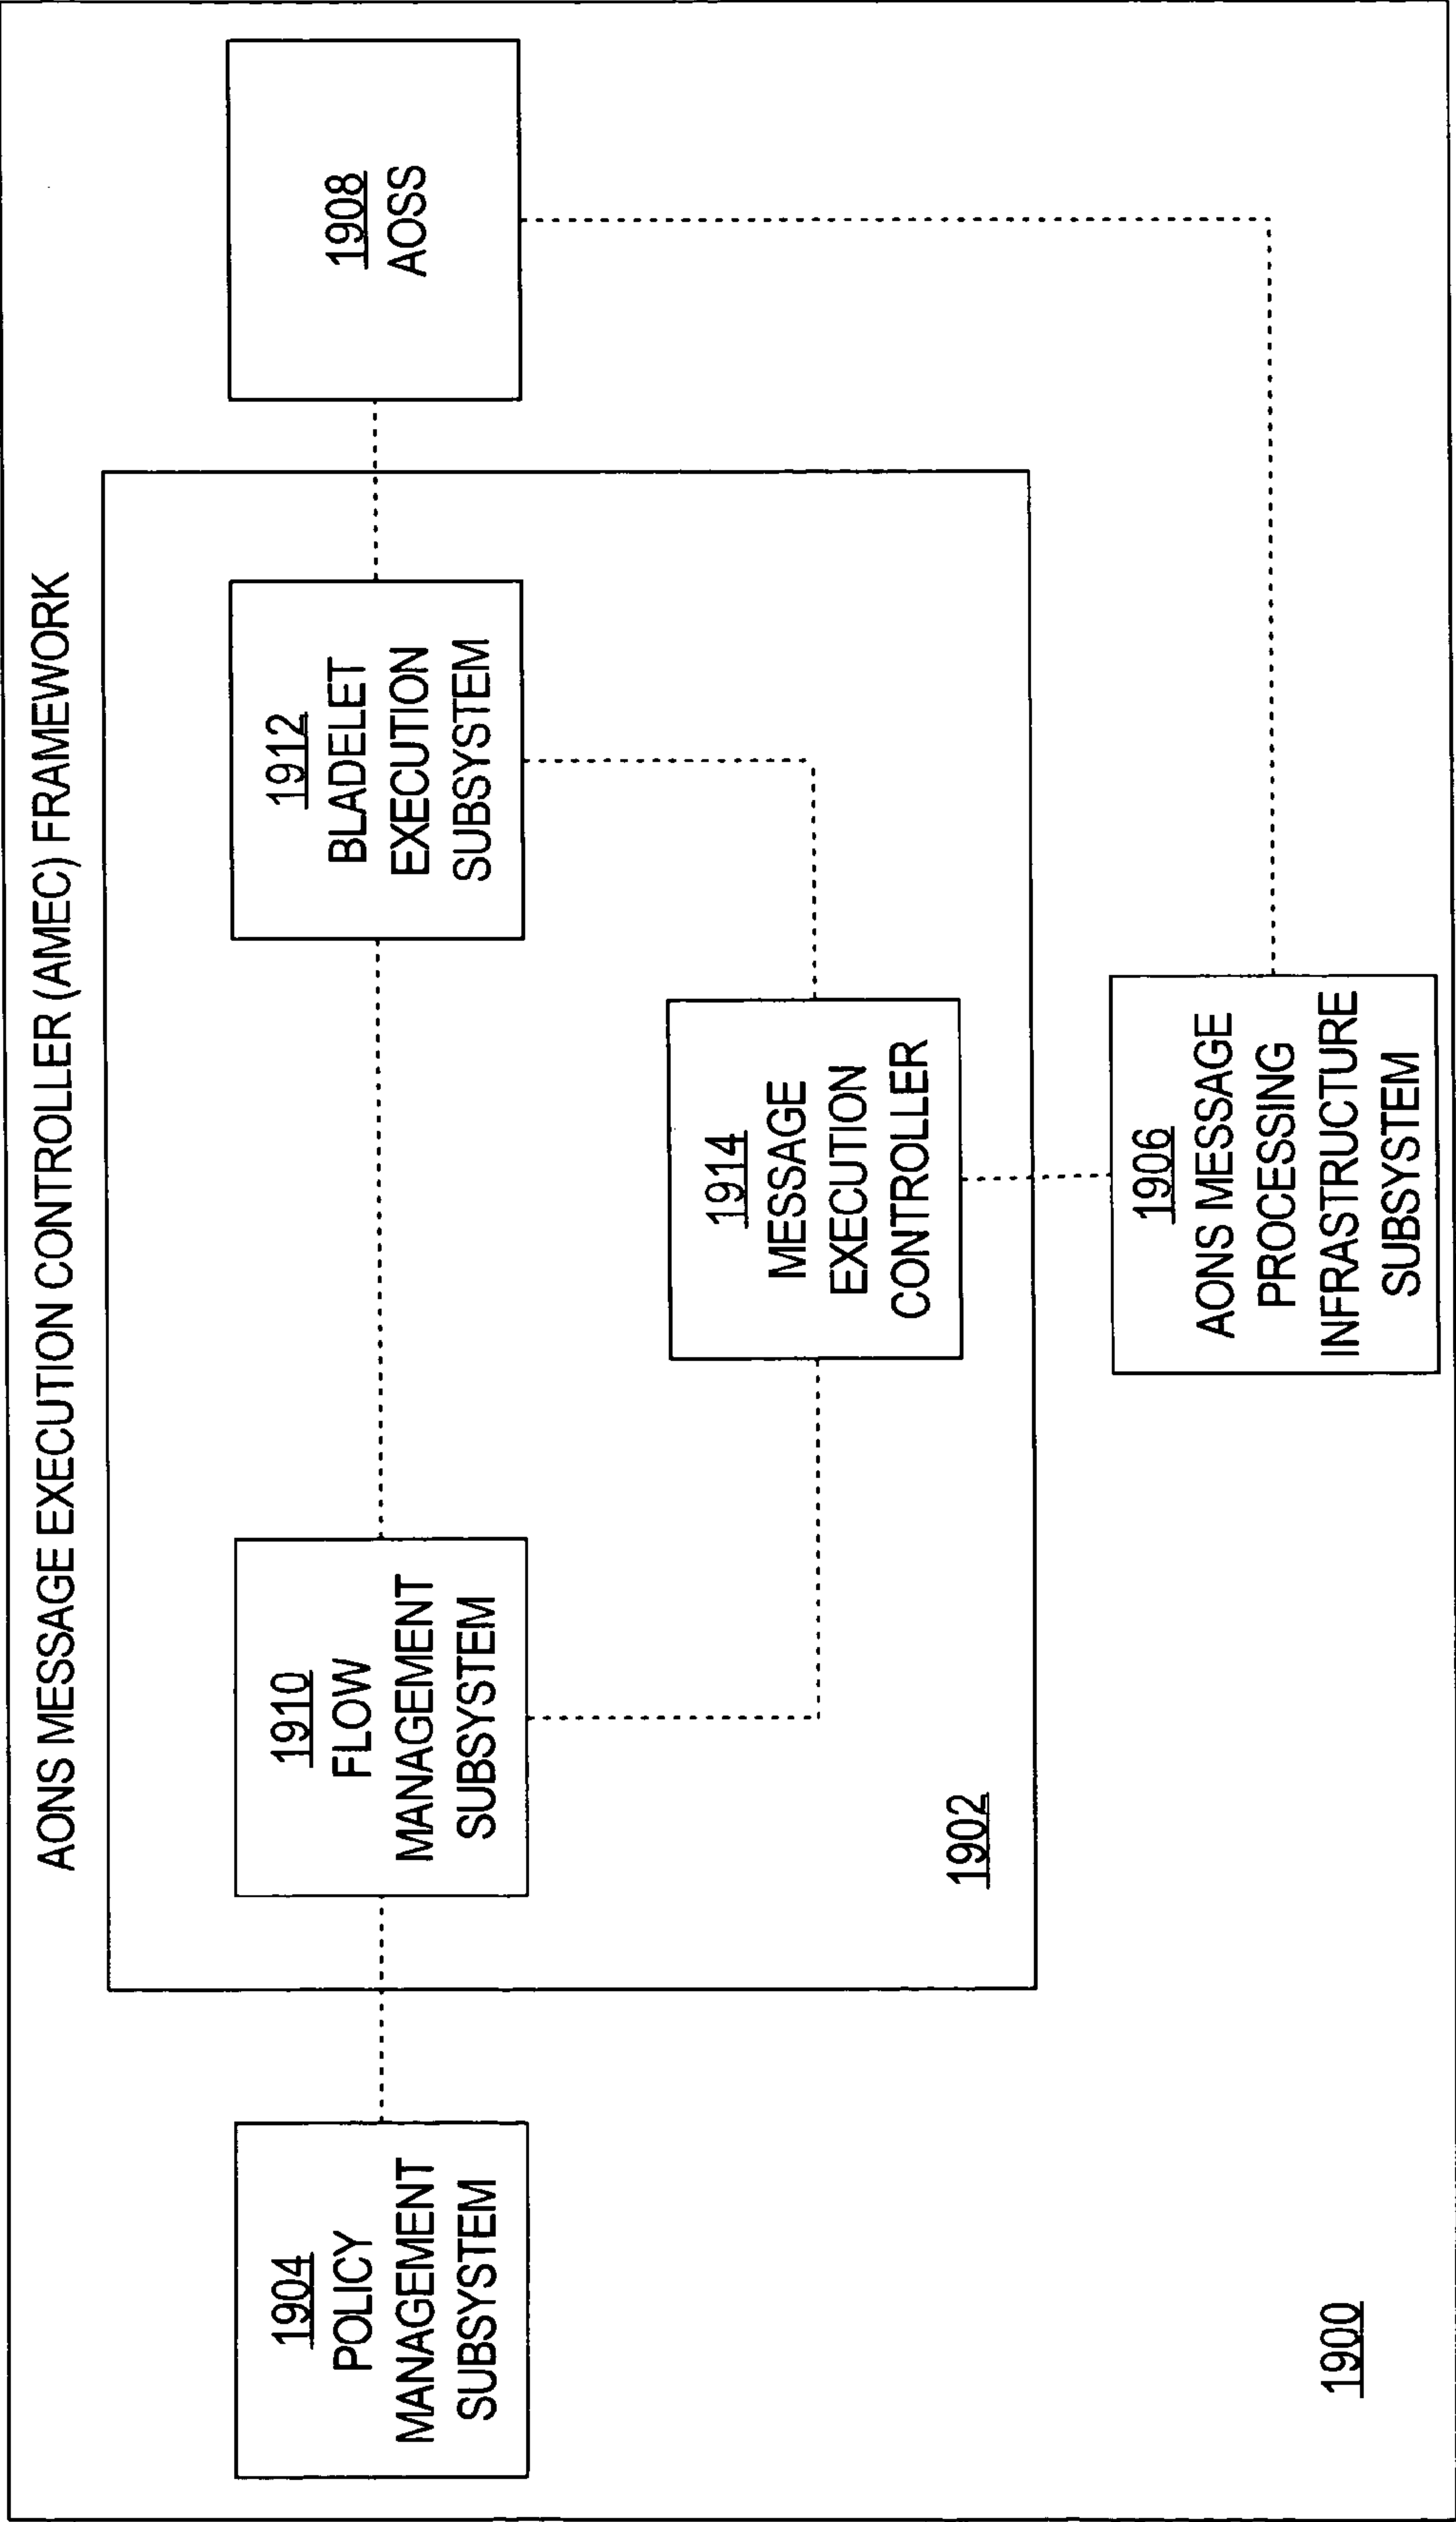 AONS MESSAGE EXECUTION CONTROLLER (AMEC) FRAMEWORK
1904
POLICY
MANAGEMENT
SUBSYSTEM
1910
FLOW
MANAGEMENT
SUBSYSTEM
1912
BLADELET
EXECUTION
SUBSYSTEM
1908
AOSS
1914
MESSAGE
EXECUTION
CONTROLLER
1902
1906
AONS MESSAGE
PROCESSING
INFRASTRUCTURE
SUBSYSTEM
1900